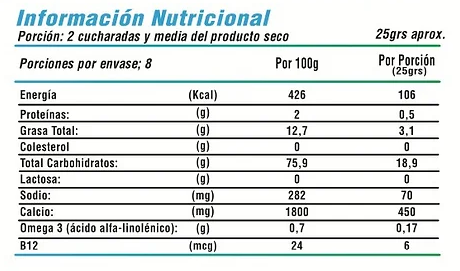 Información Nutricional
Porción: 2 cucharadas y media del producto seco 25grs aprox.
Porciones por envase; 8 Por 100g Por Porción
(25grs)
Energía (Kcal) 426 106
Proteínas: (g) 2 0,5
Grasa Total: (g) 12,7 3,1
Colesterol (g) 0 0
Total Carbohidratos: (g) 75,9 18,9
Lactosa: (g) 0 0
Sodio: (mg) 282 70
Calcio: (mg) 1800 450
Omega 3 (ácido alfa-linolénico): (g) 0,7 0,17
B12 (mcg) 24 6